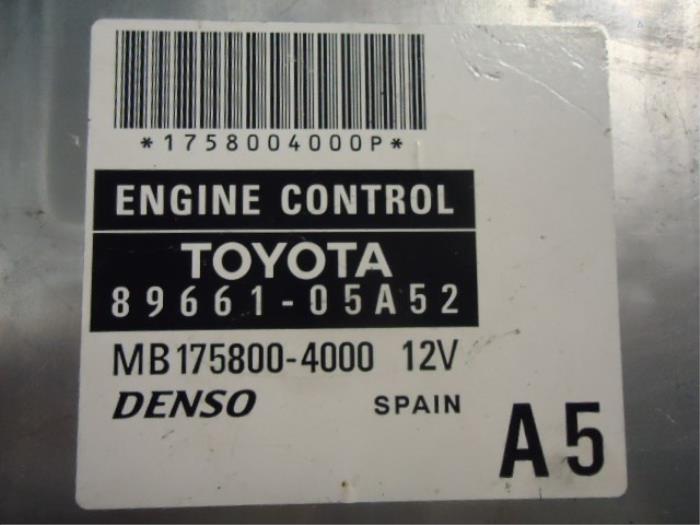 *1758004000P*
ENGINE CONTROL
TOYOTA
89661-05A52
MB175800-4000 12V
DENSO SPAIN
A5